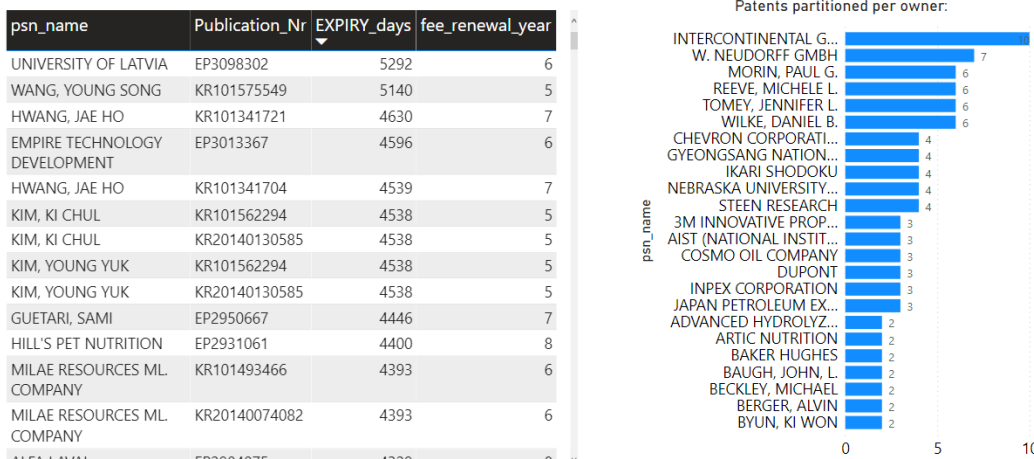 psn_name Publication_Nr EXPIRY_days fee_renewal_year
UNIVERSITY OF LATVIA EP3098302 5292 6
WANG, YOUNG SONG KR101575549 5140 5
HWANG, JAE HO KR101341721 4630 7
EMPIRE TECHNOLOGY EP3013367 4596 6
DEVELOPMENT
HWANG, JAE HO KR101341704 4539 7
KIM, KI CHUL KR101562294 4538 5
KIM, KI CHUL KR20140130585 4538 5
KIM, YOUNG YUK KR101562294 4538 5
KIM, YOUNG YUK KR20140130585 4538 5
GUETARI, SAMI EP2950667 4446 7
HILL'S PET NUTRITION EP2931061 4400 8
MILAE RESOURCES ML. KR101493466 4393 6
COMPANY
MILAE RESOURCES ML. KR20140074082 4393 6
COMPANY
Patents partitioned per owner:
psn_name
INTERCONTINENTAL G... 10
W. NEUDORFF GMBH 7
MORIN, PAUL G. 6
REEVE, MICHELE L. 6
TOMEY, JENNIFER L. 6
WILKE, DANIEL B. 6
CHEVRON CORPORATI... 4
GYEONGSANG NATION... 4
IKARI SHODOKU 4
NEBRASKA UNIVERSITY... 4
STEEN RESEARCH 4
3M INNOVATIVE PROP... 3
AIST (NATIONAL INSTIT... 3
COSMO OIL COMPANY 3
DUPONT 3
INPEX CORPORATION 3
JAPAN PETROLEUM EX... 3
ADVANCED HYDROLYZ... 2
ARTIC NUTRITION 2
BAKER HUGHES 2
BAUGH, JOHN, L. 2
BECKLEY, MICHAEL 2
BERGER, ALVIN 2
BYUN, KI WON 2
0 5 10